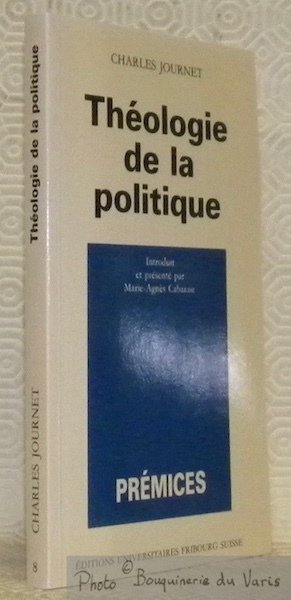 CHARLES JOURNET
Théologie
de la
politique
Introduit
et présenté par
Marie-Agnès Cabanne
PRÉMICES
ÉDITIONS UNIVERSITAIRES FRIBOURG SUISSE
Théologie de la politique
CHARLES JOURNET
8
Photo © Bouquinerie du Varis